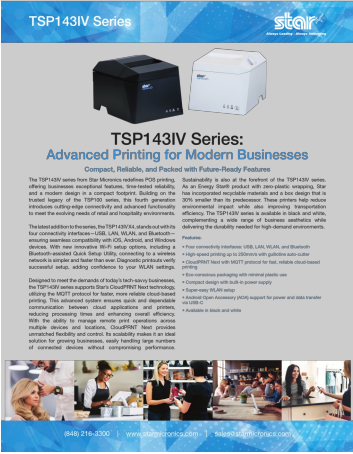 TSP143IV Series
star
Always Leading - Always Innovating
TSP143IV Series:
Advanced Printing for Modern Businesses
Compact, Reliable, and Packed with Future-Ready Features
The TSP143IV series from Star Micronics redefines POS printing,
offering businesses exceptional features, time-tested reliability,
and a modern design in a compact footprint. Building on the
trusted legacy of the TSP100 series, this fourth generation
introduces cutting-edge connectivity and advanced functionality
to meet the evolving needs of retail and hospitality environments.
The latest addition to the series, the TSP143IV X4, stands out with its
four connectivity interfaces—USB, LAN, WLAN, and Bluetooth—
ensuring seamless compatibility with iOS, Android, and Windows
devices. With new innovative Wi-Fi setup options, including a
Bluetooth-assisted Quick Setup Utility, connecting to a wireless
network is simpler and faster than ever. Diagnostic printouts verify
successful setup, adding confidence to your WLAN settings.
Designed to meet the demands of today's tech-savvy businesses,
the TSP143IV series supports Star's CloudPRNT Next technology,
utilizing the MQTT protocol for faster, more reliable cloud-based
printing. This advanced system ensures quick and dependable
communication between cloud applications and printers,
reducing processing times and enhancing overall efficiency.
With the ability to manage remote print operations across
multiple devices and locations, CloudPRNT Next provides
unmatched flexibility and control. Its scalability makes it an ideal
solution for growing businesses, easily handling large numbers
of connected devices without compromising performance.
Sustainability is also at the forefront of the TSP143IV series.
As an Energy Star® product with zero-plastic wrapping, Star
has incorporated recyclable materials and a box design that is
30% smaller than its predecessor. These printers help reduce
environmental impact while also improving transportation
efficiency. The TSP143IV series is available in black and white,
complementing a wide range of business aesthetics while
delivering the durability needed for high-demand environments.
Features:
• Four connectivity interfaces: USB, LAN, WLAN, and Bluetooth
• High-speed printing up to 250mm/s with guillotine auto-cutter
• CloudPRNT Next with MQTT protocol for fast, reliable cloud-based
printing
• Eco-conscious packaging with minimal plastic use
• Compact design with built-in power supply
• Super-easy WLAN setup
• Android Open Accessory (AOA) support for power and data transfer
via USB-C
• Available in black and white
(848) 216-3300 | www.starmicronics.com | sales@starmicronics.com